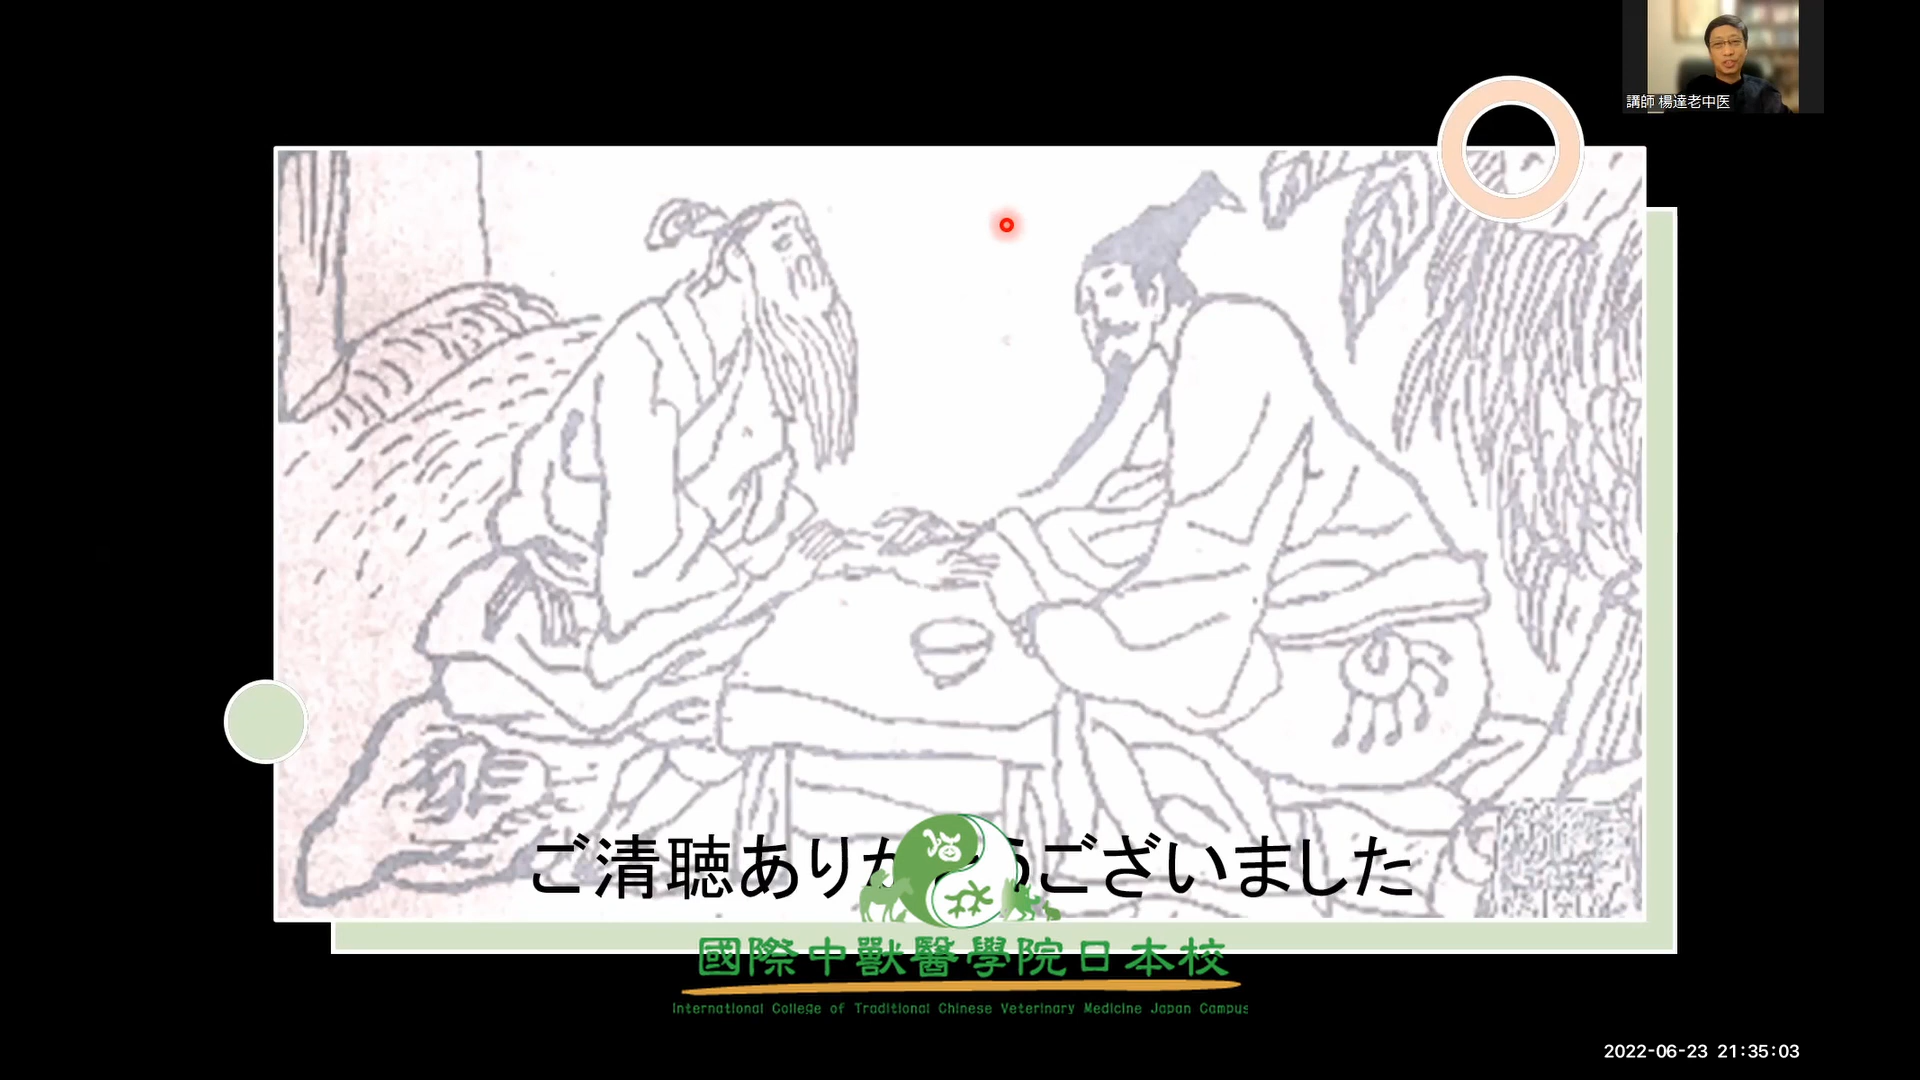 講師 楊達老中医
ご清聴ありがとうございました
國際中獸醫學院日本校
International College of Traditional Chinese Veterinary Medicine Japan Campus
2022-06-23 21:35:03